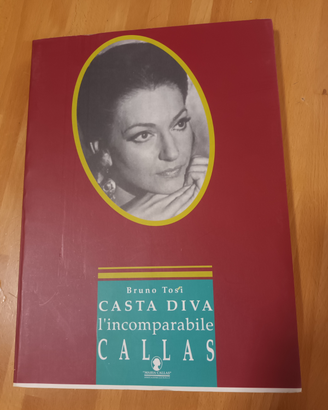 Bruno Tosi
CASTA DIVA
l'incomparabile
CALLAS